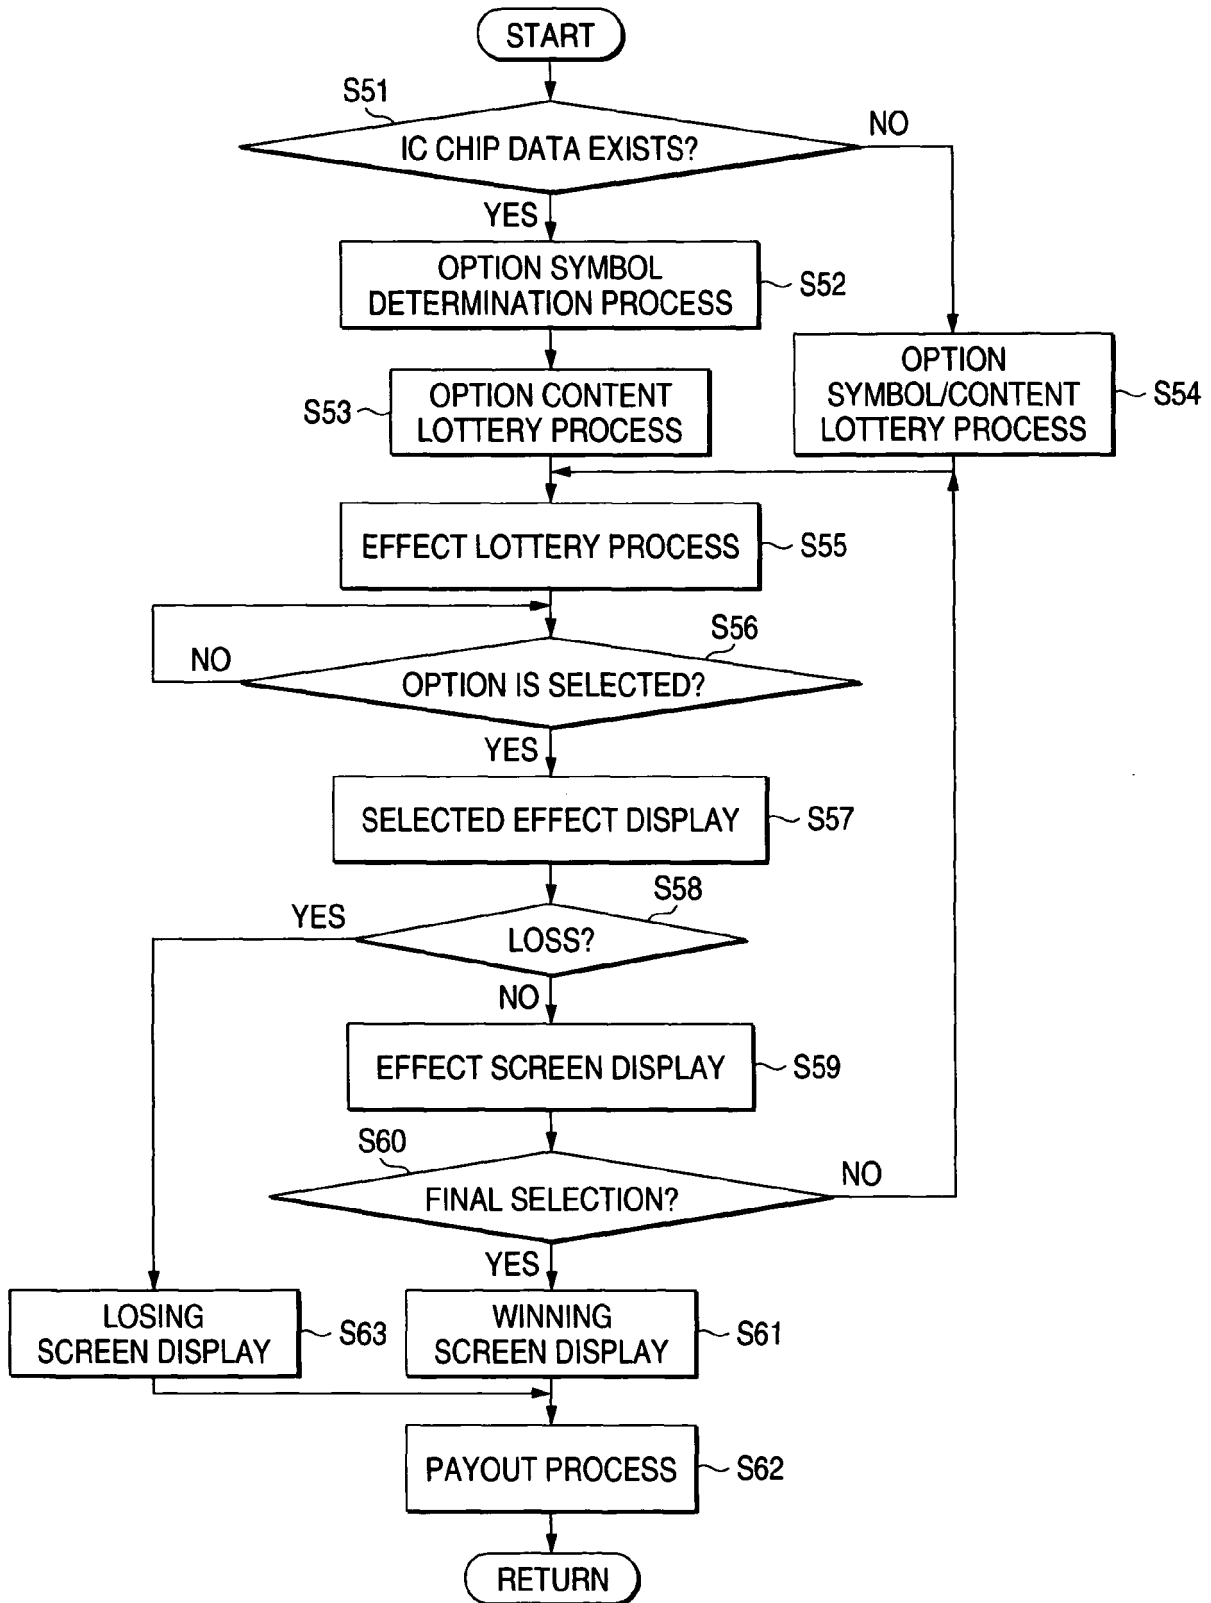 START
S51
IC CHIP DATA EXISTS?
NO
YES
OPTION SYMBOL
DETERMINATION PROCESS
S52
OPTION CONTENT
LOTTERY PROCESS
S53
OPTION
SYMBOL/CONTENT
LOTTERY PROCESS
S54
EFFECT LOTTERY PROCESS
S55
S56
NO
OPTION IS SELECTED?
YES
SELECTED EFFECT DISPLAY
S57
S58
YES
LOSS?
NO
EFFECT SCREEN DISPLAY
S59
S60
NO
FINAL SELECTION?
YES
LOSING
SCREEN DISPLAY
S63
WINNING
SCREEN DISPLAY
S61
PAYOUT PROCESS
S62
RETURN